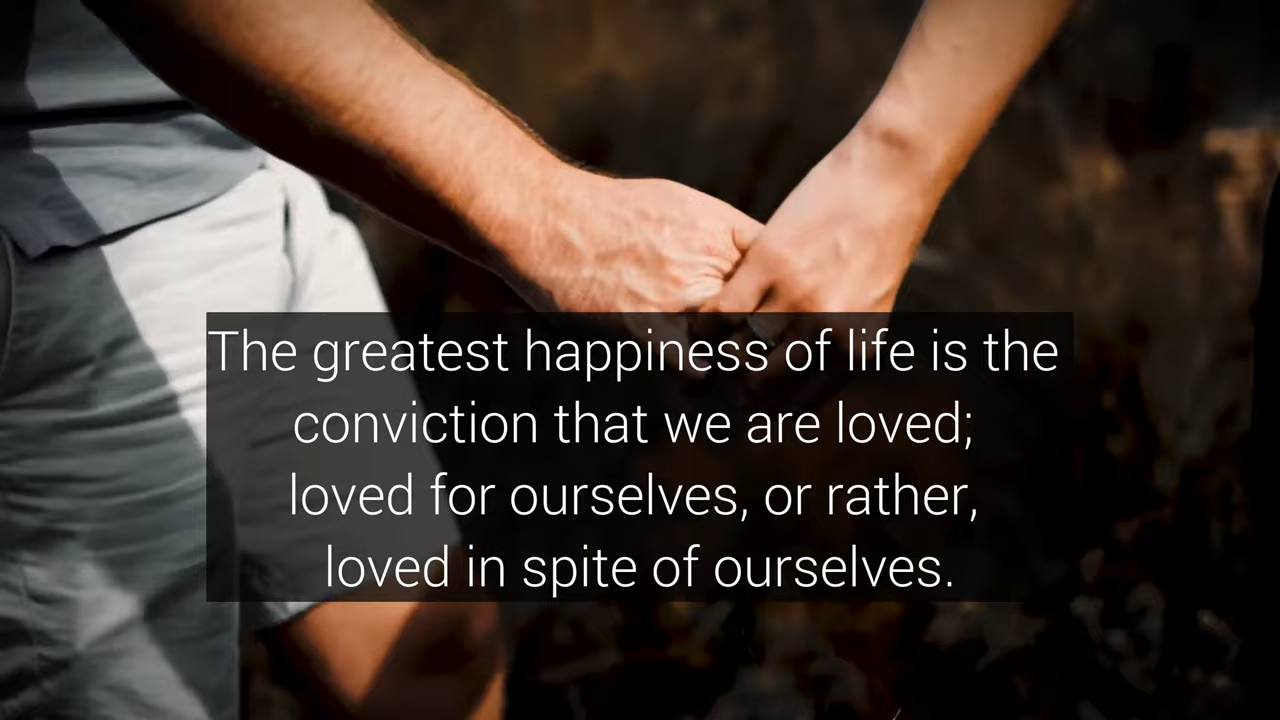 The greatest happiness of life is the
conviction that we are loved;
loved for ourselves, or rather,
loved in spite of ourselves.